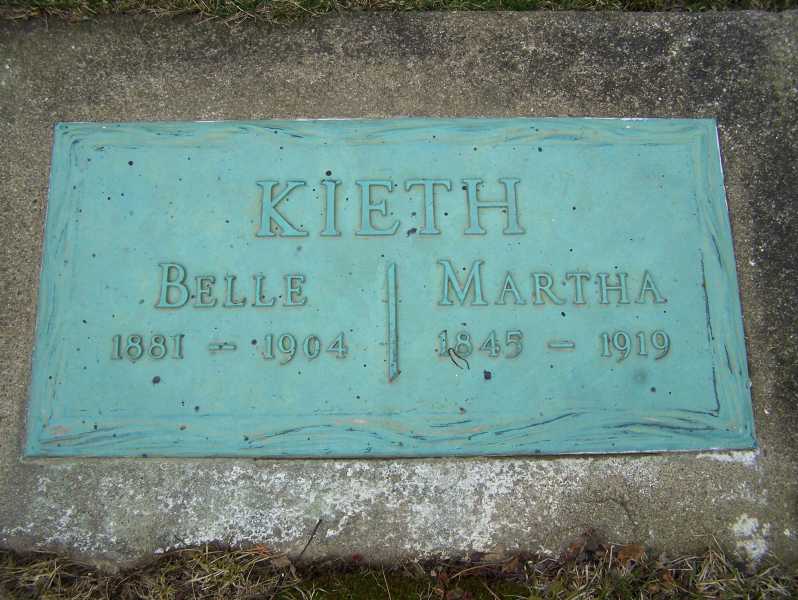 KIETH
BELLE MARTHA
1881 - 1904 1845 - 1919